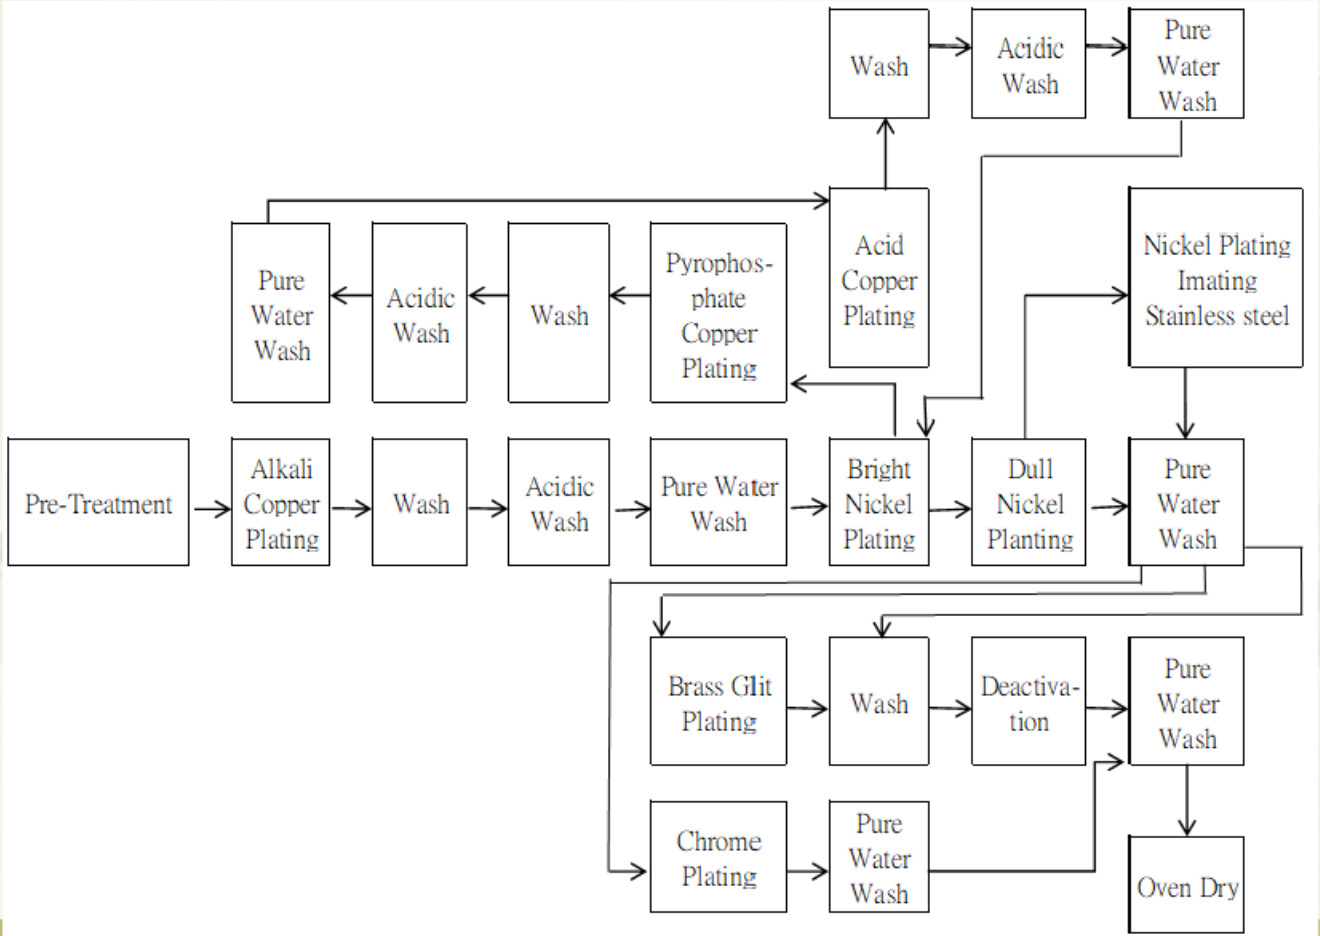 Wash
Acidic
Wash
Pure
Water
Wash
Pure
Water
Wash
Acidic
Wash
Wash
Pyrophos-
phate
Copper
Plating
Acid
Copper
Plating
Nickel Plating
Imating
Stainless steel
Pre-Treatment
Alkali
Copper
Plating
Wash
Acidic
Wash
Pure Water
Wash
Bright
Nickel
Plating
Dull
Nickel
Planting
Pure
Water
Wash
Brass Glit
Plating
Wash
Deactiva-
tion
Pure
Water
Wash
Chrome
Plating
Pure
Water
Wash
Oven Dry